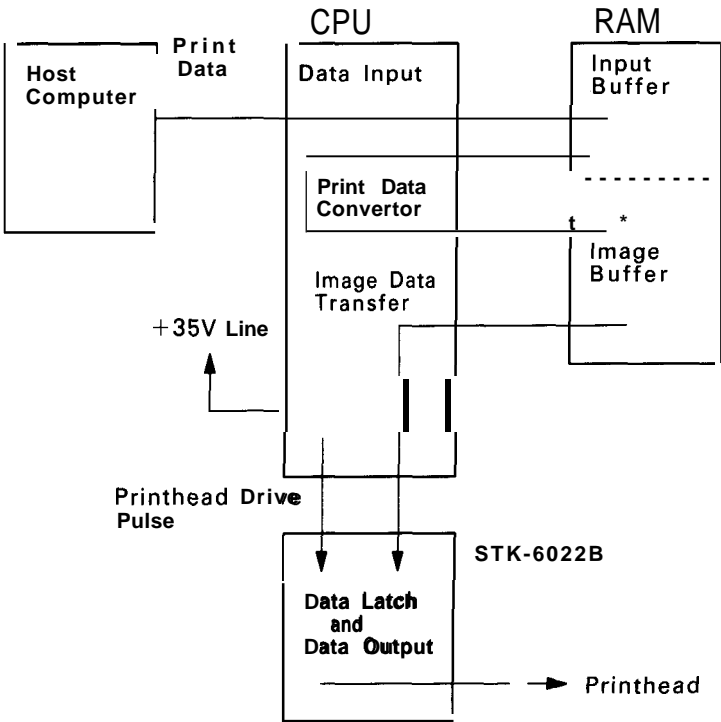 CPU
RAM
Print
Data
Host
Computer
Data Input
Input
Buffer
Print Data
Convertor
t *
Image
Buffer
Image Data
Transfer
+35V Line
Printhead Drive
Pulse
STK-6022B
Data Latch
and
Data Output
Printhead